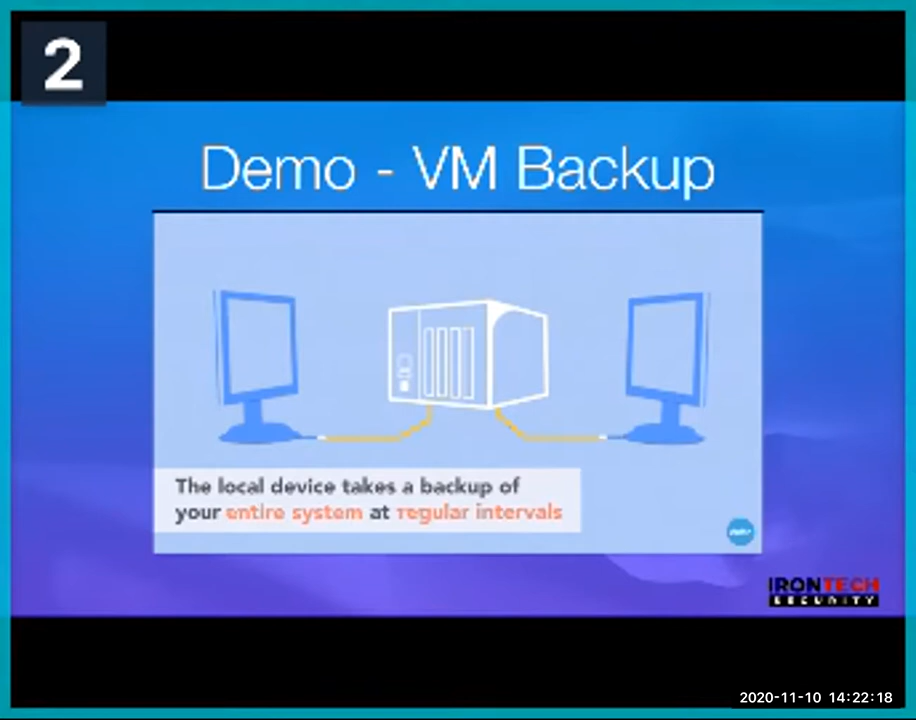 2
Demo - VM Backup
The local device takes a backup of
your entire system at regular intervals
IRONTECH
SECURITY
2020-11-10 14:22:18